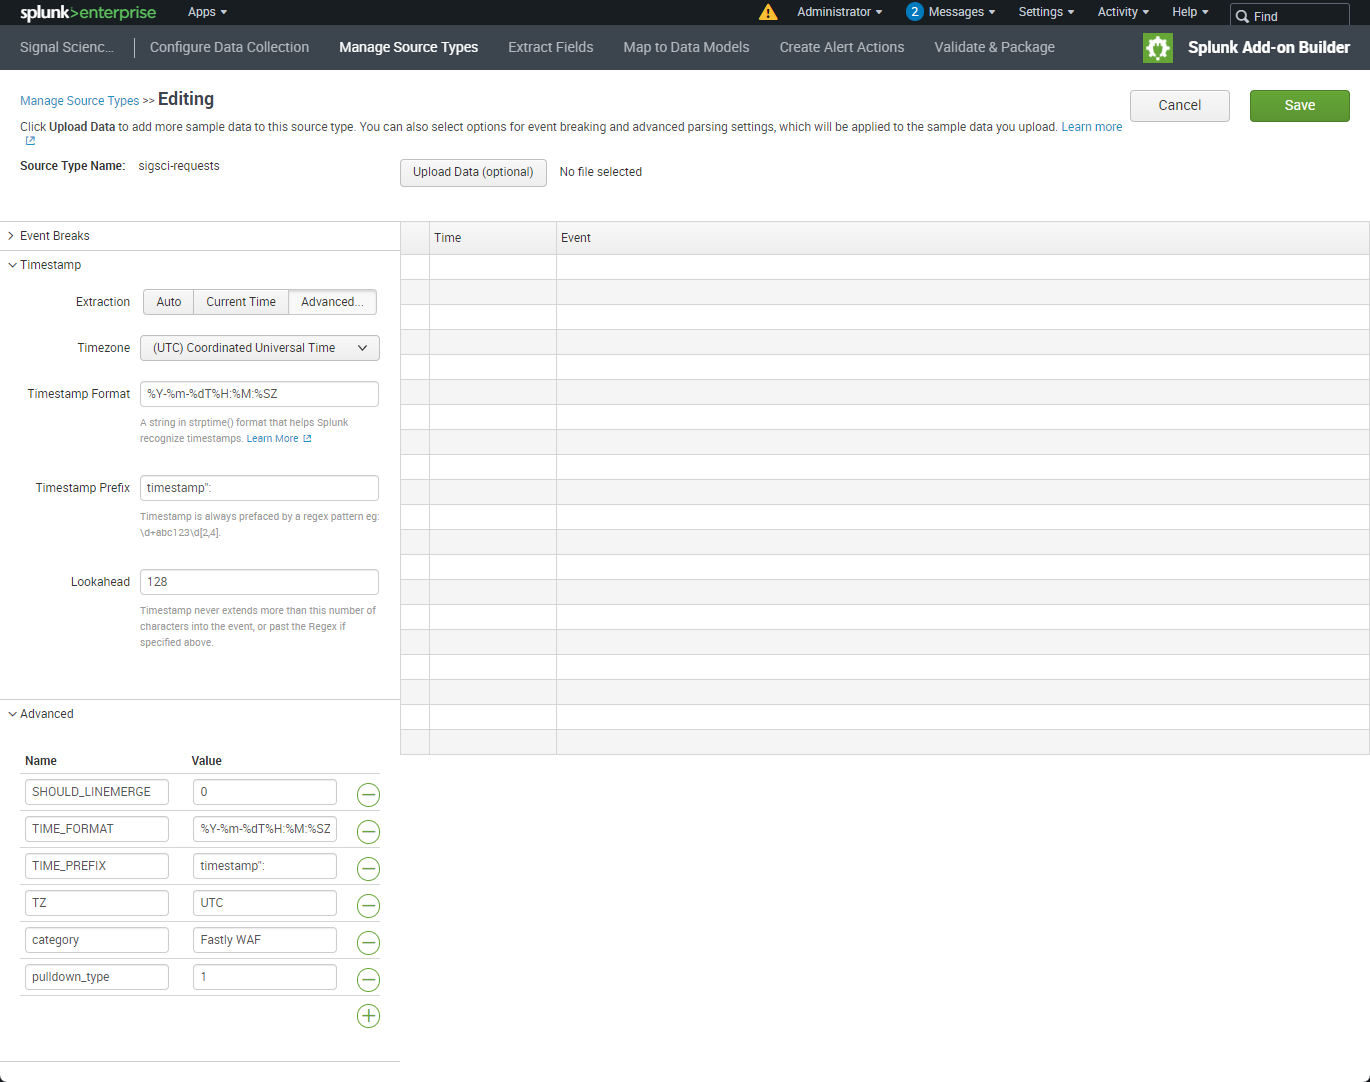 splunk>enterprise Apps Administrator 2 Messages Settings Activity Help Find
Signal Scienc... Configure Data Collection Manage Source Types Extract Fields Map to Data Models Create Alert Actions Validate & Package Splunk Add-on Builder
Manage Source Types >> Editing
Cancel Save
Click Upload Data to add more sample data to this source type. You can also select options for event breaking and advanced parsing settings, which will be applied to the sample data you upload. Learn more
Source Type Name: sigsci-requests
Upload Data (optional) No file selected
Event Breaks
Time Event
Timestamp
Extraction Auto Current Time Advanced...
Timezone (UTC) Coordinated Universal Time
Timestamp Format %Y-%m-%dT%H:%M:%SZ
A string in strptime() format that helps Splunk
recognize timestamps. Learn More
Timestamp Prefix timestamp":
Timestamp is always prefaced by a regex pattern eg:
\d+abc123\d[2,4].
Lookahead 128
Timestamp never extends more than this number of
characters into the event, or past the Regex if
specified above.
Advanced
Name Value
SHOULD_LINEMERGE 0
TIME_FORMAT %Y-%m-%dT%H:%M:%SZ
TIME_PREFIX timestamp":
TZ UTC
category Fastly WAF
pulldown_type 1